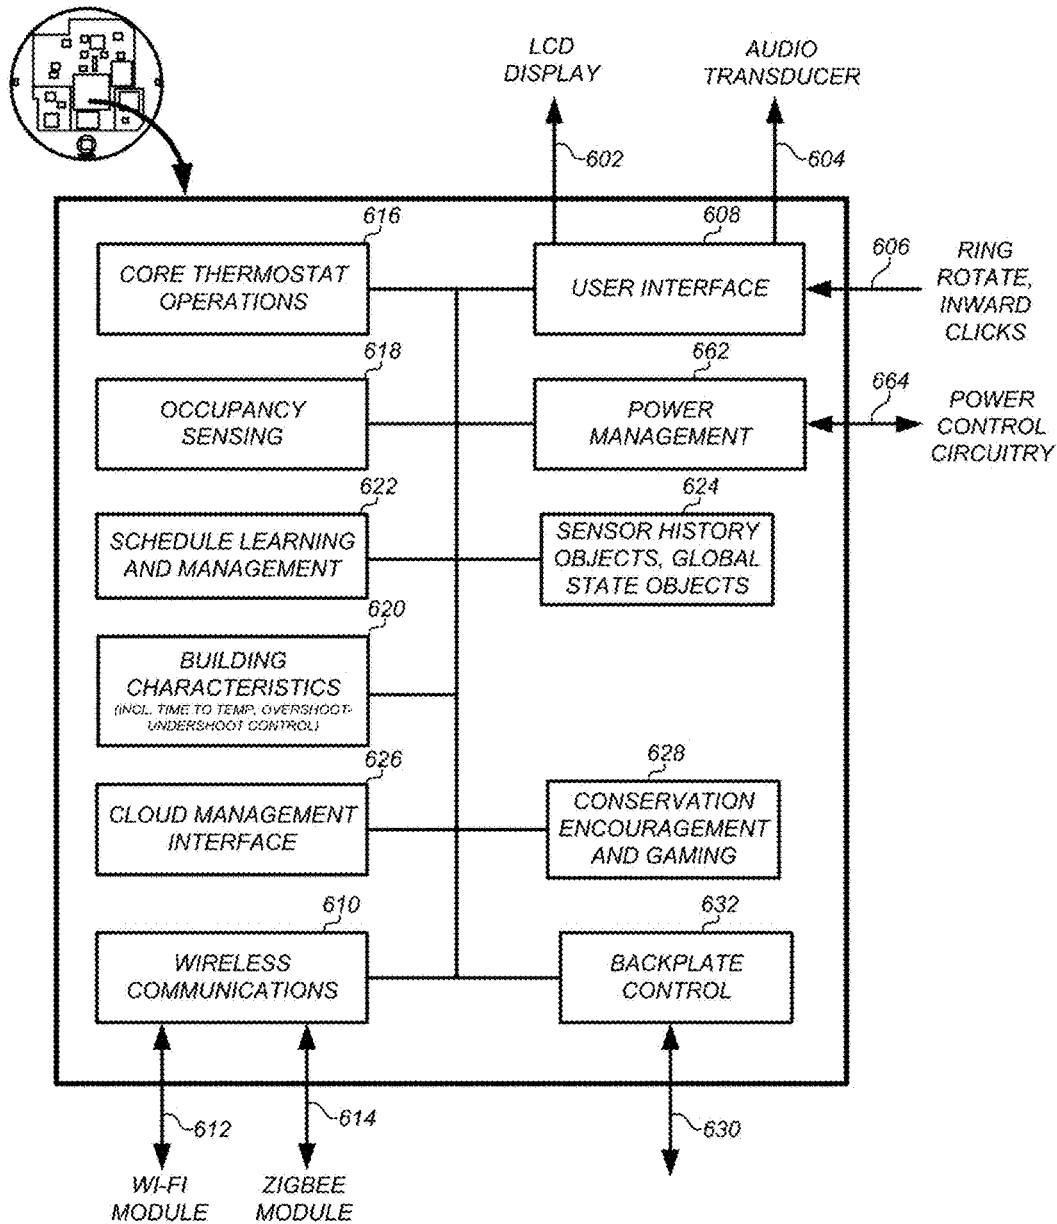 LCD
DISPLAY
AUDIO
TRANSDUCER
602
604
616
608
CORE THERMOSTAT
OPERATIONS
USER INTERFACE
606
RING
ROTATE,
INWARD
CLICKS
618
662
OCCUPANCY
SENSING
POWER
MANAGEMENT
664
POWER
CONTROL
CIRCUITRY
622
624
SCHEDULE LEARNING
AND MANAGEMENT
SENSOR HISTORY
OBJECTS, GLOBAL
STATE OBJECTS
620
BUILDING
CHARACTERISTICS
(INCL. TIME TO TEMP, OVERSHOOT-
UNDERSHOOT CONTROL)
626
628
CLOUD MANAGEMENT
INTERFACE
CONSERVATION
ENCOURAGEMENT
AND GAMING
610
632
WIRELESS
COMMUNICATIONS
BACKPLATE
CONTROL
612
614
630
WI-FI
MODULE
ZIGBEE
MODULE